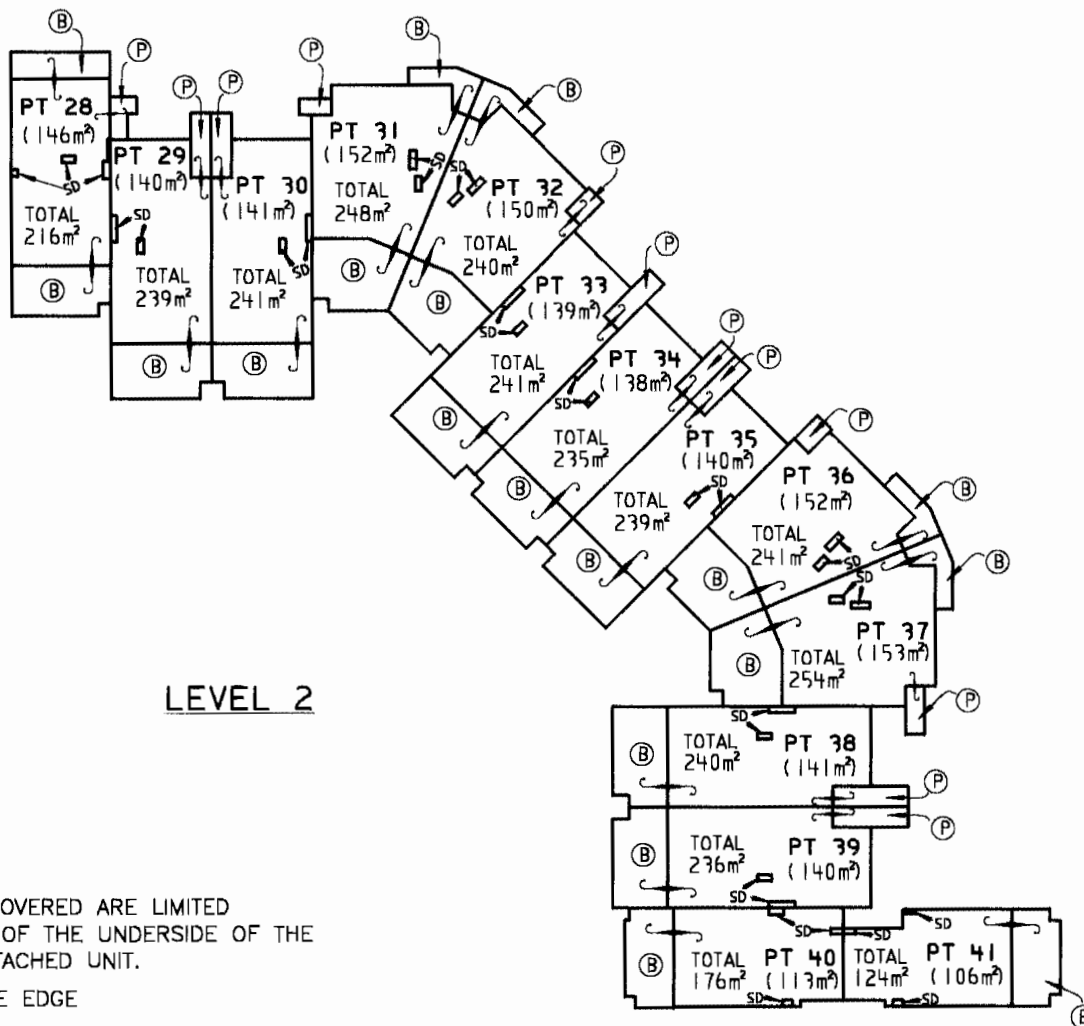 B
B
P
P
P
P
B
B
PT 28
(146m²)
SD
TOTAL
216m²
B
PT 29
(140m²)
SD
TOTAL
239m²
B
PT 30
(141m²)
SD
TOTAL
241m²
B
PT 31
(152m²)
SD
TOTAL
248m²
B
SD
PT 32
(150m²)
TOTAL
240m²
B
P
P
PT 33
(139m²)
SD
TOTAL
241m²
B
PT 34
(138m²)
SD
TOTAL
235m²
B
P
P
PT 35
(140m²)
SD
TOTAL
239m²
B
P
PT 36
(152m²)
TOTAL
241m²
SD
B
B
B
SD
PT 37
(153m²)
TOTAL
254m²
B
P
LEVEL 2
SD
TOTAL
240m²
PT 38
(141m²)
B
P
P
TOTAL
236m²
PT 39
(140m²)
B
SD
SD
SD
SD
TOTAL
176m²
PT 40
(113m²)
B
SD
TOTAL
124m²
PT 41
(106m²)
SD
OVERED ARE LIMITED
OF THE UNDERSIDE OF THE
TACHED UNIT.
E EDGE